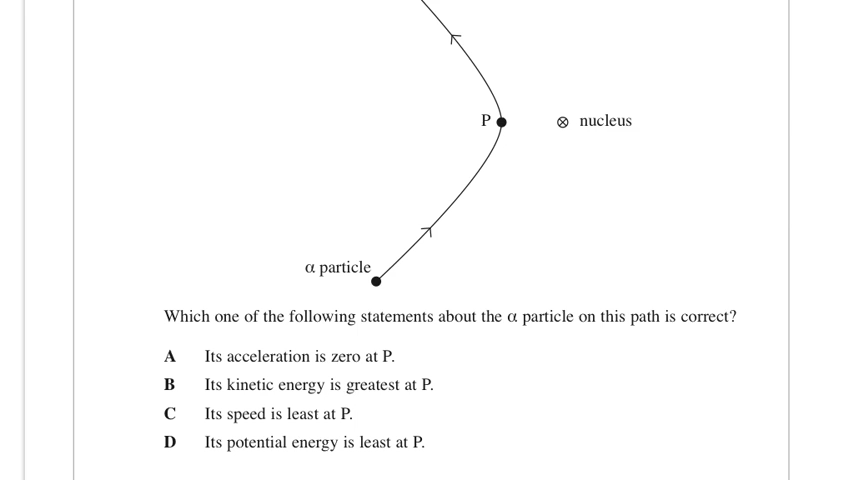 P
nucleus
α particle
Which one of the following statements about the α particle on this path is correct?
A Its acceleration is zero at P.
B Its kinetic energy is greatest at P.
C Its speed is least at P.
D Its potential energy is least at P.